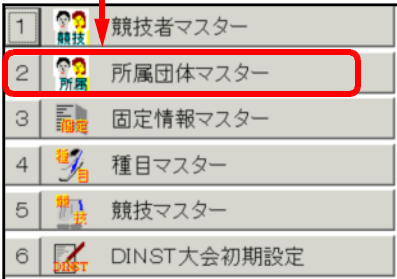 1 競技 競技者マスター
2 所属 所属団体マスター
3 固定 固定情報マスター
4 種目 種目マスター
5 競技 競技マスター
6 DINST DINST大会初期設定